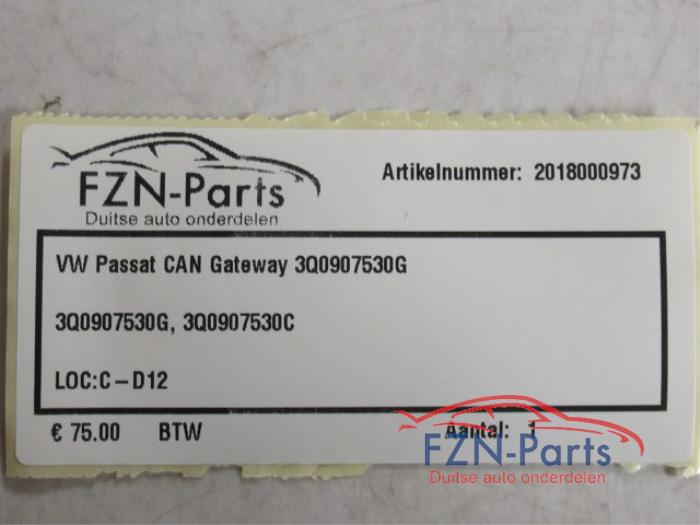 FZN-Parts
Duitse auto onderdelen
Artikelnummer: 2018000973
VW Passat CAN Gateway 3Q0907530G
3Q0907530G, 3Q0907530C
LOC:C-D12
€ 75.00 BTW Aantal: 1
FZN-Parts
Duitse auto onderdelen